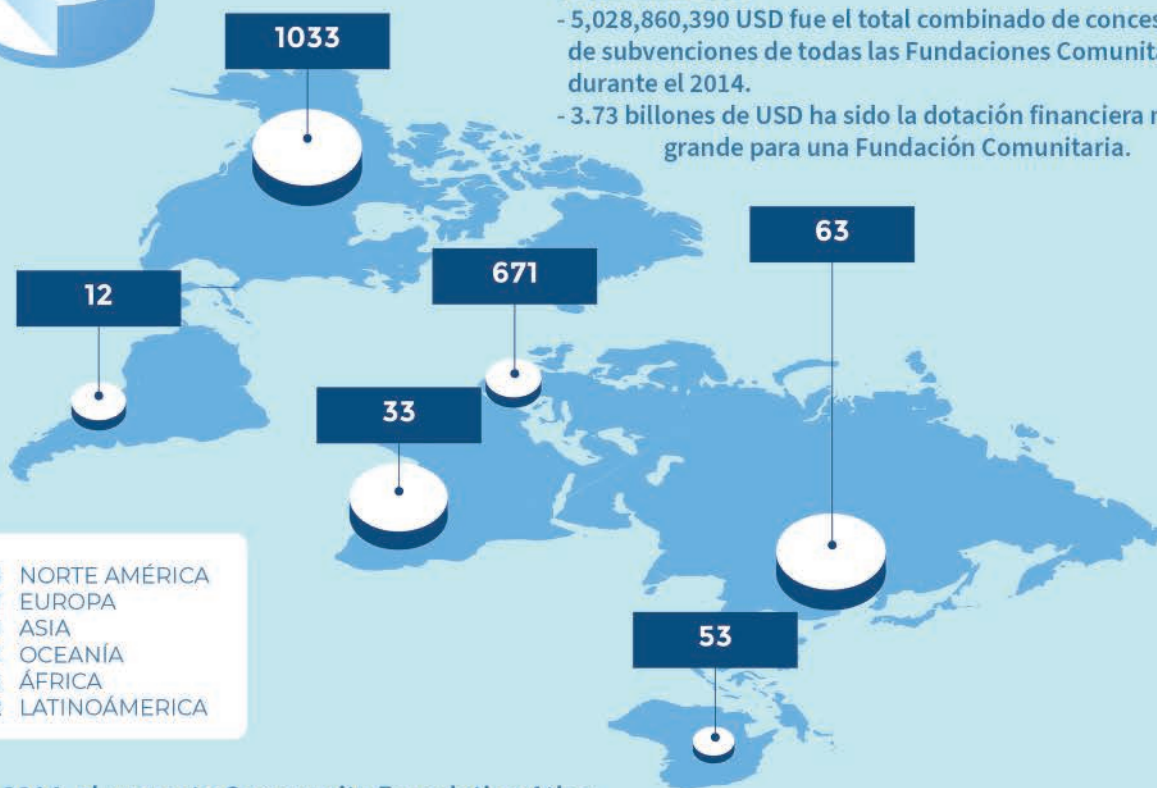 - 5,028,860,390 USD fue el total combinado de
de subvenciones de todas las Fundaciones
durante el 2014.
- 3.73 billones de USD ha sido la dotación financiera
grande para una Fundación Comunitaria.
1033
63
671
12
33
53
NORTE AMÉRICA
EUROPA
ASIA
OCEANÍA
ÁFRICA
LATINOÁMERICA